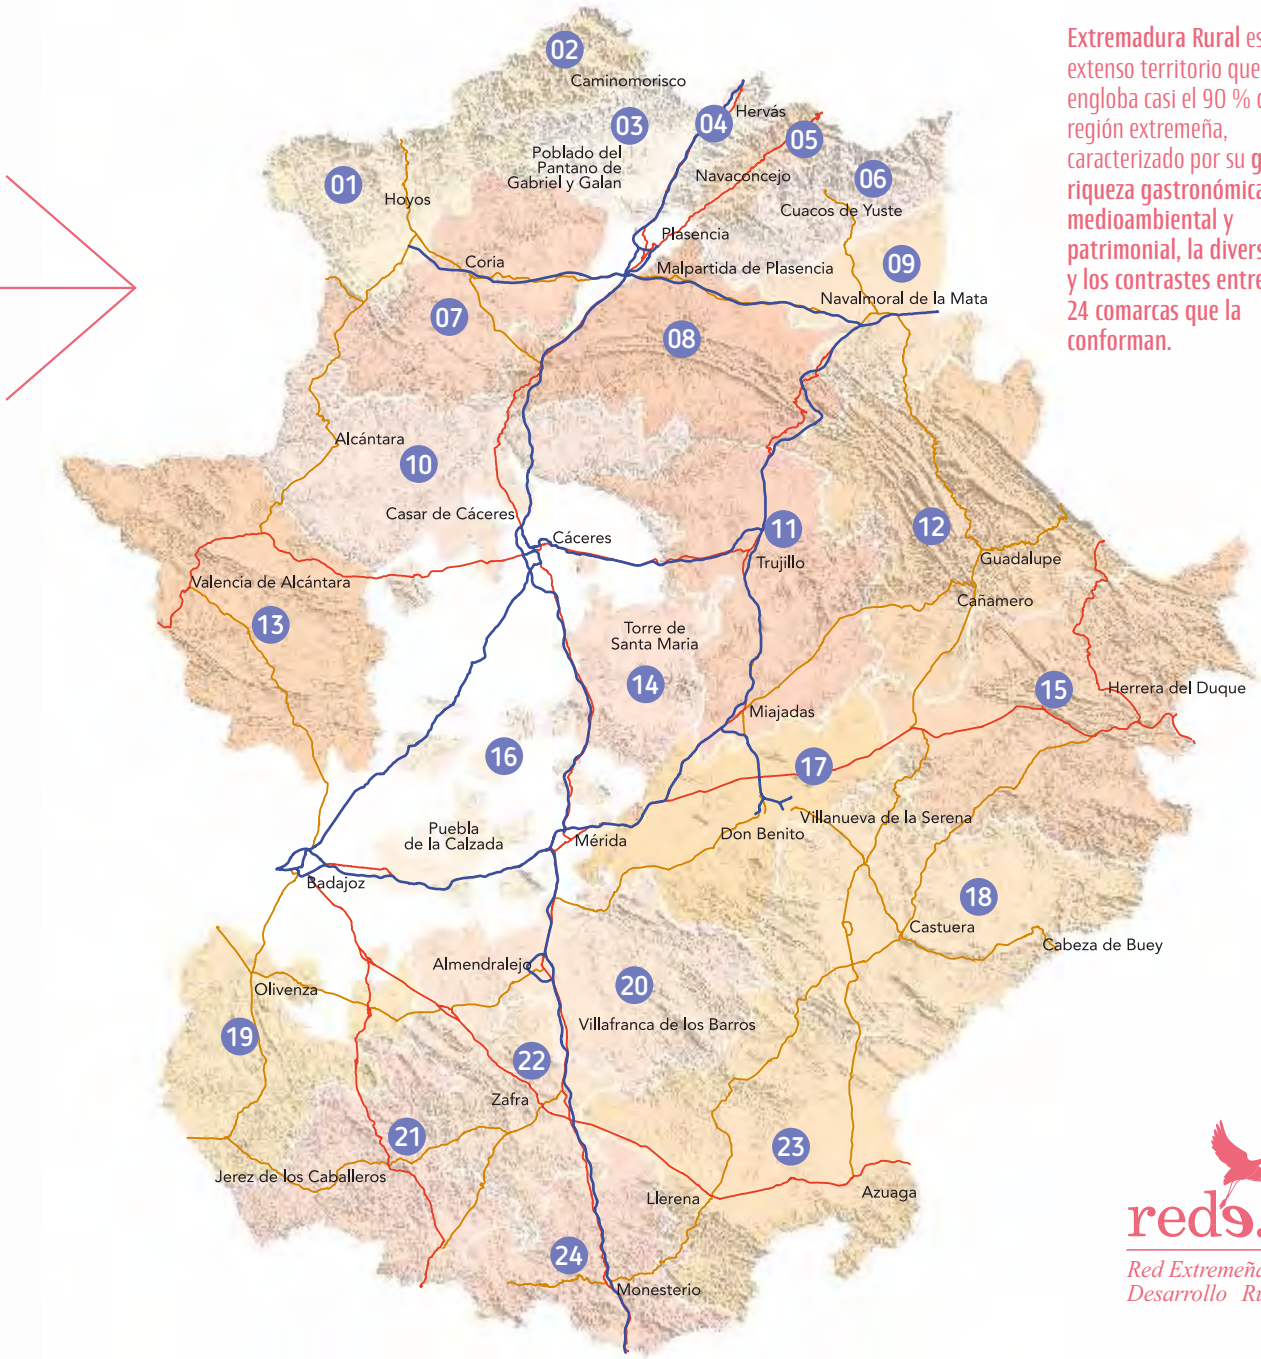 Extremadura Rural es
extenso territorio que
engloba casi el 90 %
región extremeña,
caracterizado por su
riqueza gastronómica
medioambiental y
patrimonial, la
y los contrastes entre
24 comarcas que la
conforman.
02
Caminomorisco
03
04
Hervás
05
Poblado del
Pantano de
Gabriel y Galan
Navaconcejo
01
Hoyos
06
Cuacos de Yuste
Plasencia
Coria
Malpartida de Plasencia
09
Navalmoral de la Mata
07
08
Alcántara
10
Casar de Cáceres
Cáceres
11
Trujillo
12
Guadalupe
Cañamero
Valencia de Alcántara
13
Torre de
Santa Maria
14
15
Herrera del Duque
Miajadas
16
17
Villanueva de la Serena
Don Benito
Puebla
de la Calzada
Mérida
Badajoz
18
Castuera
Cabeza de Buey
Almendralejo
20
Villafranca de los Barros
Olivenza
19
22
Zafra
21
Jerez de los Caballeros
23
Llerena
Azuaga
24
Monesterio
redǝ.
Red Extremeña
Desarrollo